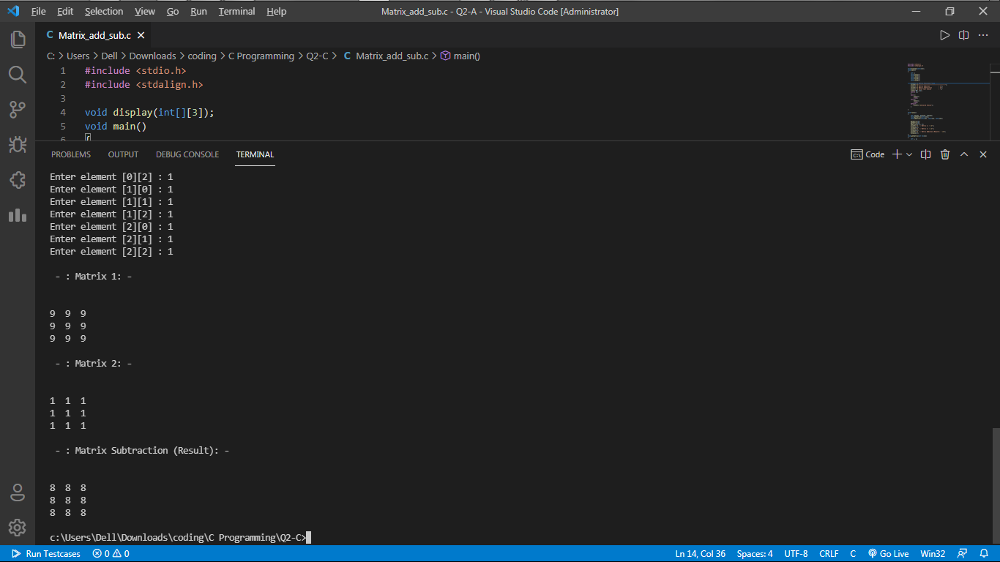 File Edit Selection View Go Run Terminal Help Matrix_add_sub.c - Q2-A - Visual Studio Code [Administrator]
C Matrix_add_sub.c
C: > Users > Dell > Downloads > coding > C Programming > Q2-C > C Matrix_add_sub.c > main()
1 #include <stdio.h>
2 #include <stdalign.h>
3
4 void display(int[][3]);
5 void main()
6 {
PROBLEMS OUTPUT DEBUG CONSOLE TERMINAL Code
Enter element [0][2] : 1
Enter element [1][0] : 1
Enter element [1][1] : 1
Enter element [1][2] : 1
Enter element [2][0] : 1
Enter element [2][1] : 1
Enter element [2][2] : 1
- : Matrix 1: -
9 9 9
9 9 9
9 9 9
- : Matrix 2: -
1 1 1
1 1 1
1 1 1
- : Matrix Subtraction (Result): -
8 8 8
8 8 8
8 8 8
c:\Users\Dell\Downloads\coding\C Programming\Q2-C>
Run Testcases 0 0 Ln 14, Col 36 Spaces: 4 UTF-8 CRLF C Go Live Win32